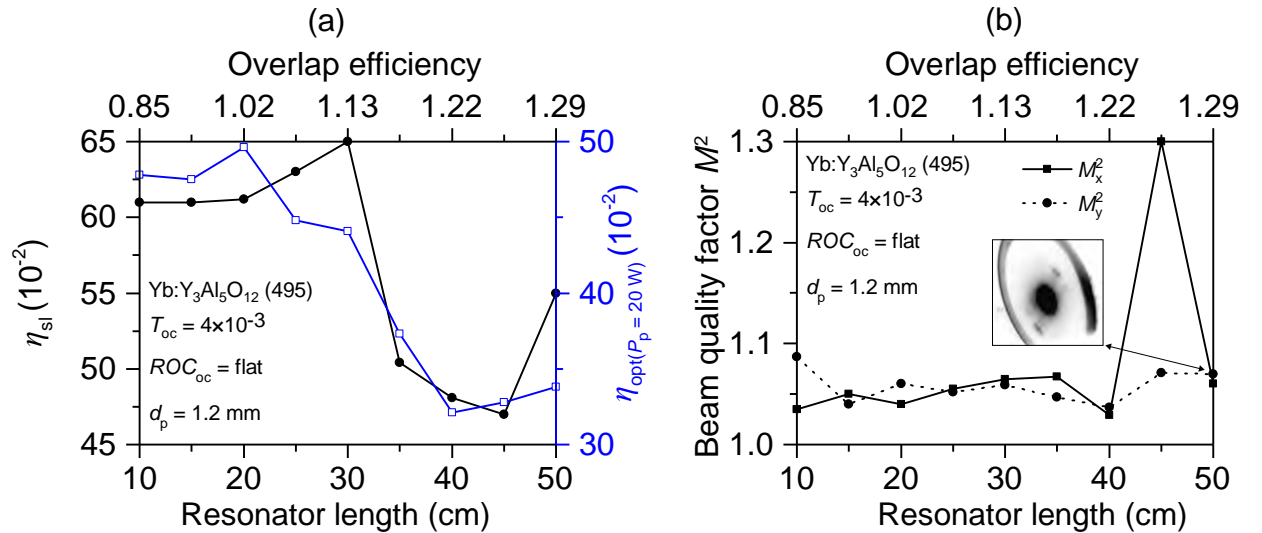 (a)
Overlap efficiency
0.85 1.02 1.13 1.22 1.29
65
60
55
50
45
η_sl (10^-2)
50
40
30
η_opt(P_p = 20 W) (10^-2)
Yb:Y₃Al₅O₁₂ (495)
T_oc = 4×10^-3
ROC_oc = flat
d_p = 1.2 mm
10 20 30 40 50
Resonator length (cm)
(b)
Overlap efficiency
0.85 1.02 1.13 1.22 1.29
1.3
1.2
1.1
1.0
Beam quality factor M²
Yb:Y₃Al₅O₁₂ (495)
T_oc = 4×10^-3
ROC_oc = flat
d_p = 1.2 mm
M_x^2
M_y^2
10 20 30 40 50
Resonator length (cm)